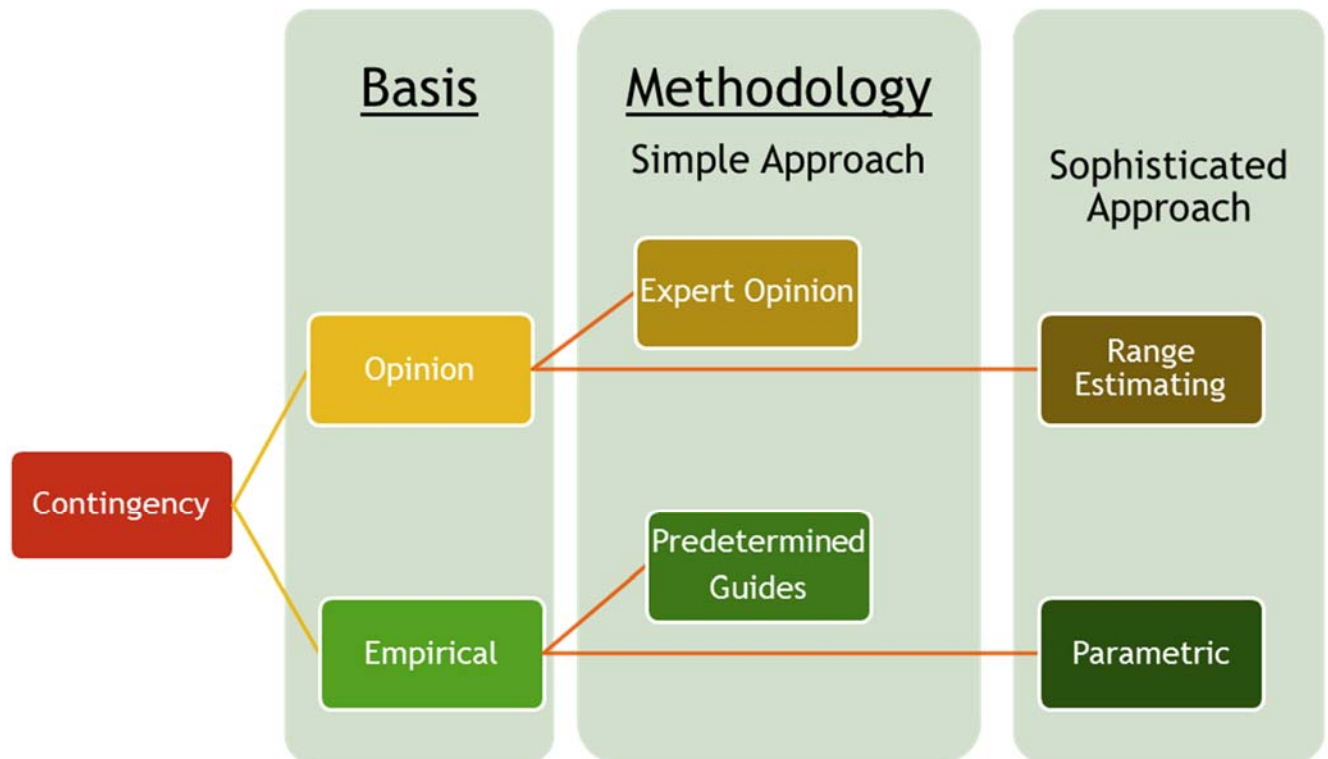 Basis
Methodology
Simple Approach
Sophisticated
Approach
Expert Opinion
Opinion
Range
Estimating
Contingency
Predetermined
Guides
Empirical
Parametric